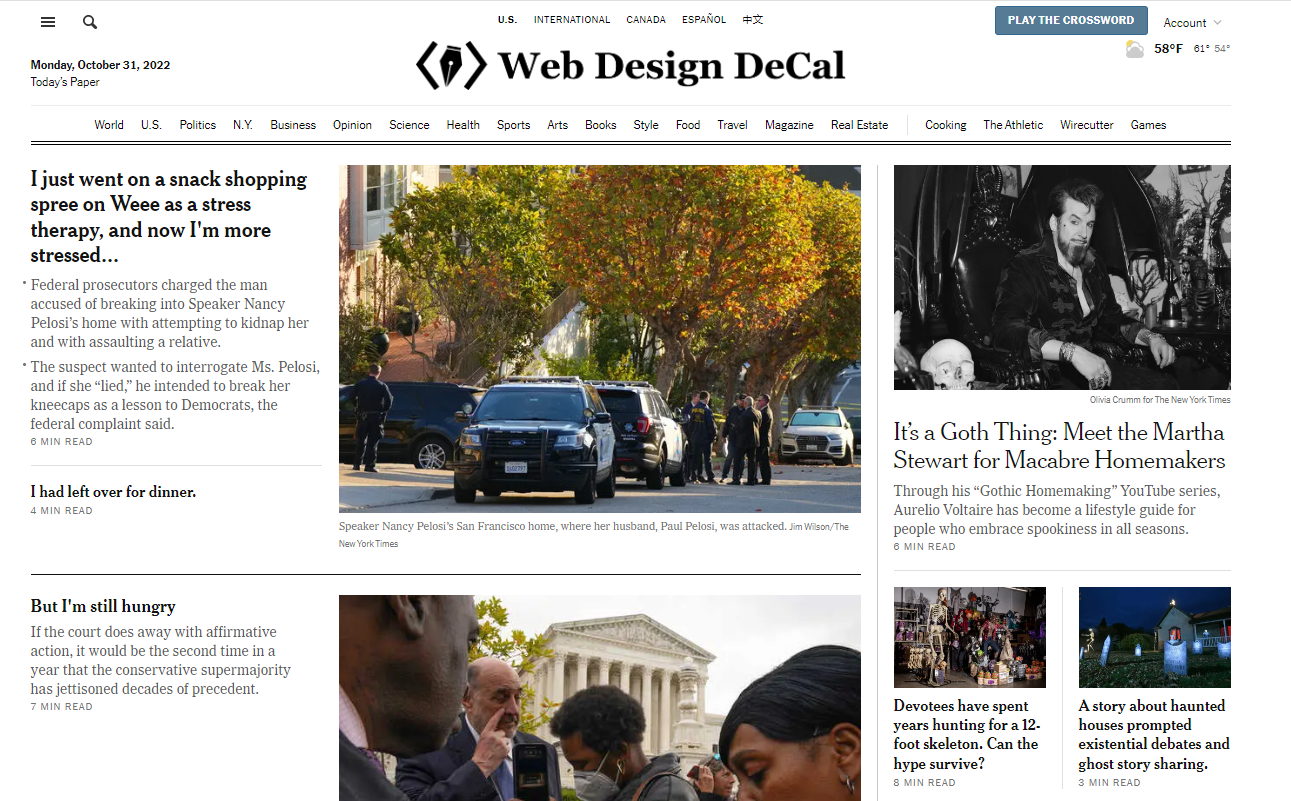 U.S. INTERNATIONAL CANADA ESPAÑOL 中文
PLAY THE CROSSWORD
Account
58°F 61° 54°
Monday, October 31, 2022
Today's Paper
Web Design DeCal
World U.S. Politics N.Y. Business Opinion Science Health Sports Arts Books Style Food Travel Magazine Real Estate Cooking The Athletic Wirecutter Games
I just went on a snack shopping
spree on Weee as a stress
therapy, and now I'm more
stressed...
• Federal prosecutors charged the man
accused of breaking into Speaker Nancy
Pelosi's home with attempting to kidnap her
and with assaulting a relative.
• The suspect wanted to interrogate Ms. Pelosi,
and if she “lied,” he intended to break her
kneecaps as a lesson to Democrats, the
federal complaint said.
6 MIN READ
I had left over for dinner.
4 MIN READ
Speaker Nancy Pelosi's San Francisco home, where her husband, Paul Pelosi, was attacked. Jim Wilson/The
New York Times
But I'm still hungry
If the court does away with affirmative
action, it would be the second time in a
year that the conservative supermajority
has jettisoned decades of precedent.
7 MIN READ
Olivia Crumm for The New York Times
It's a Goth Thing: Meet the Martha
Stewart for Macabre Homemakers
Through his “Gothic Homemaking” YouTube series,
Aurelio Voltaire has become a lifestyle guide for
people who embrace spookiness in all seasons.
6 MIN READ
Devotees have spent
years hunting for a 12-
foot skeleton. Can the
hype survive?
8 MIN READ
A story about haunted
houses prompted
existential debates and
ghost story sharing.
3 MIN READ